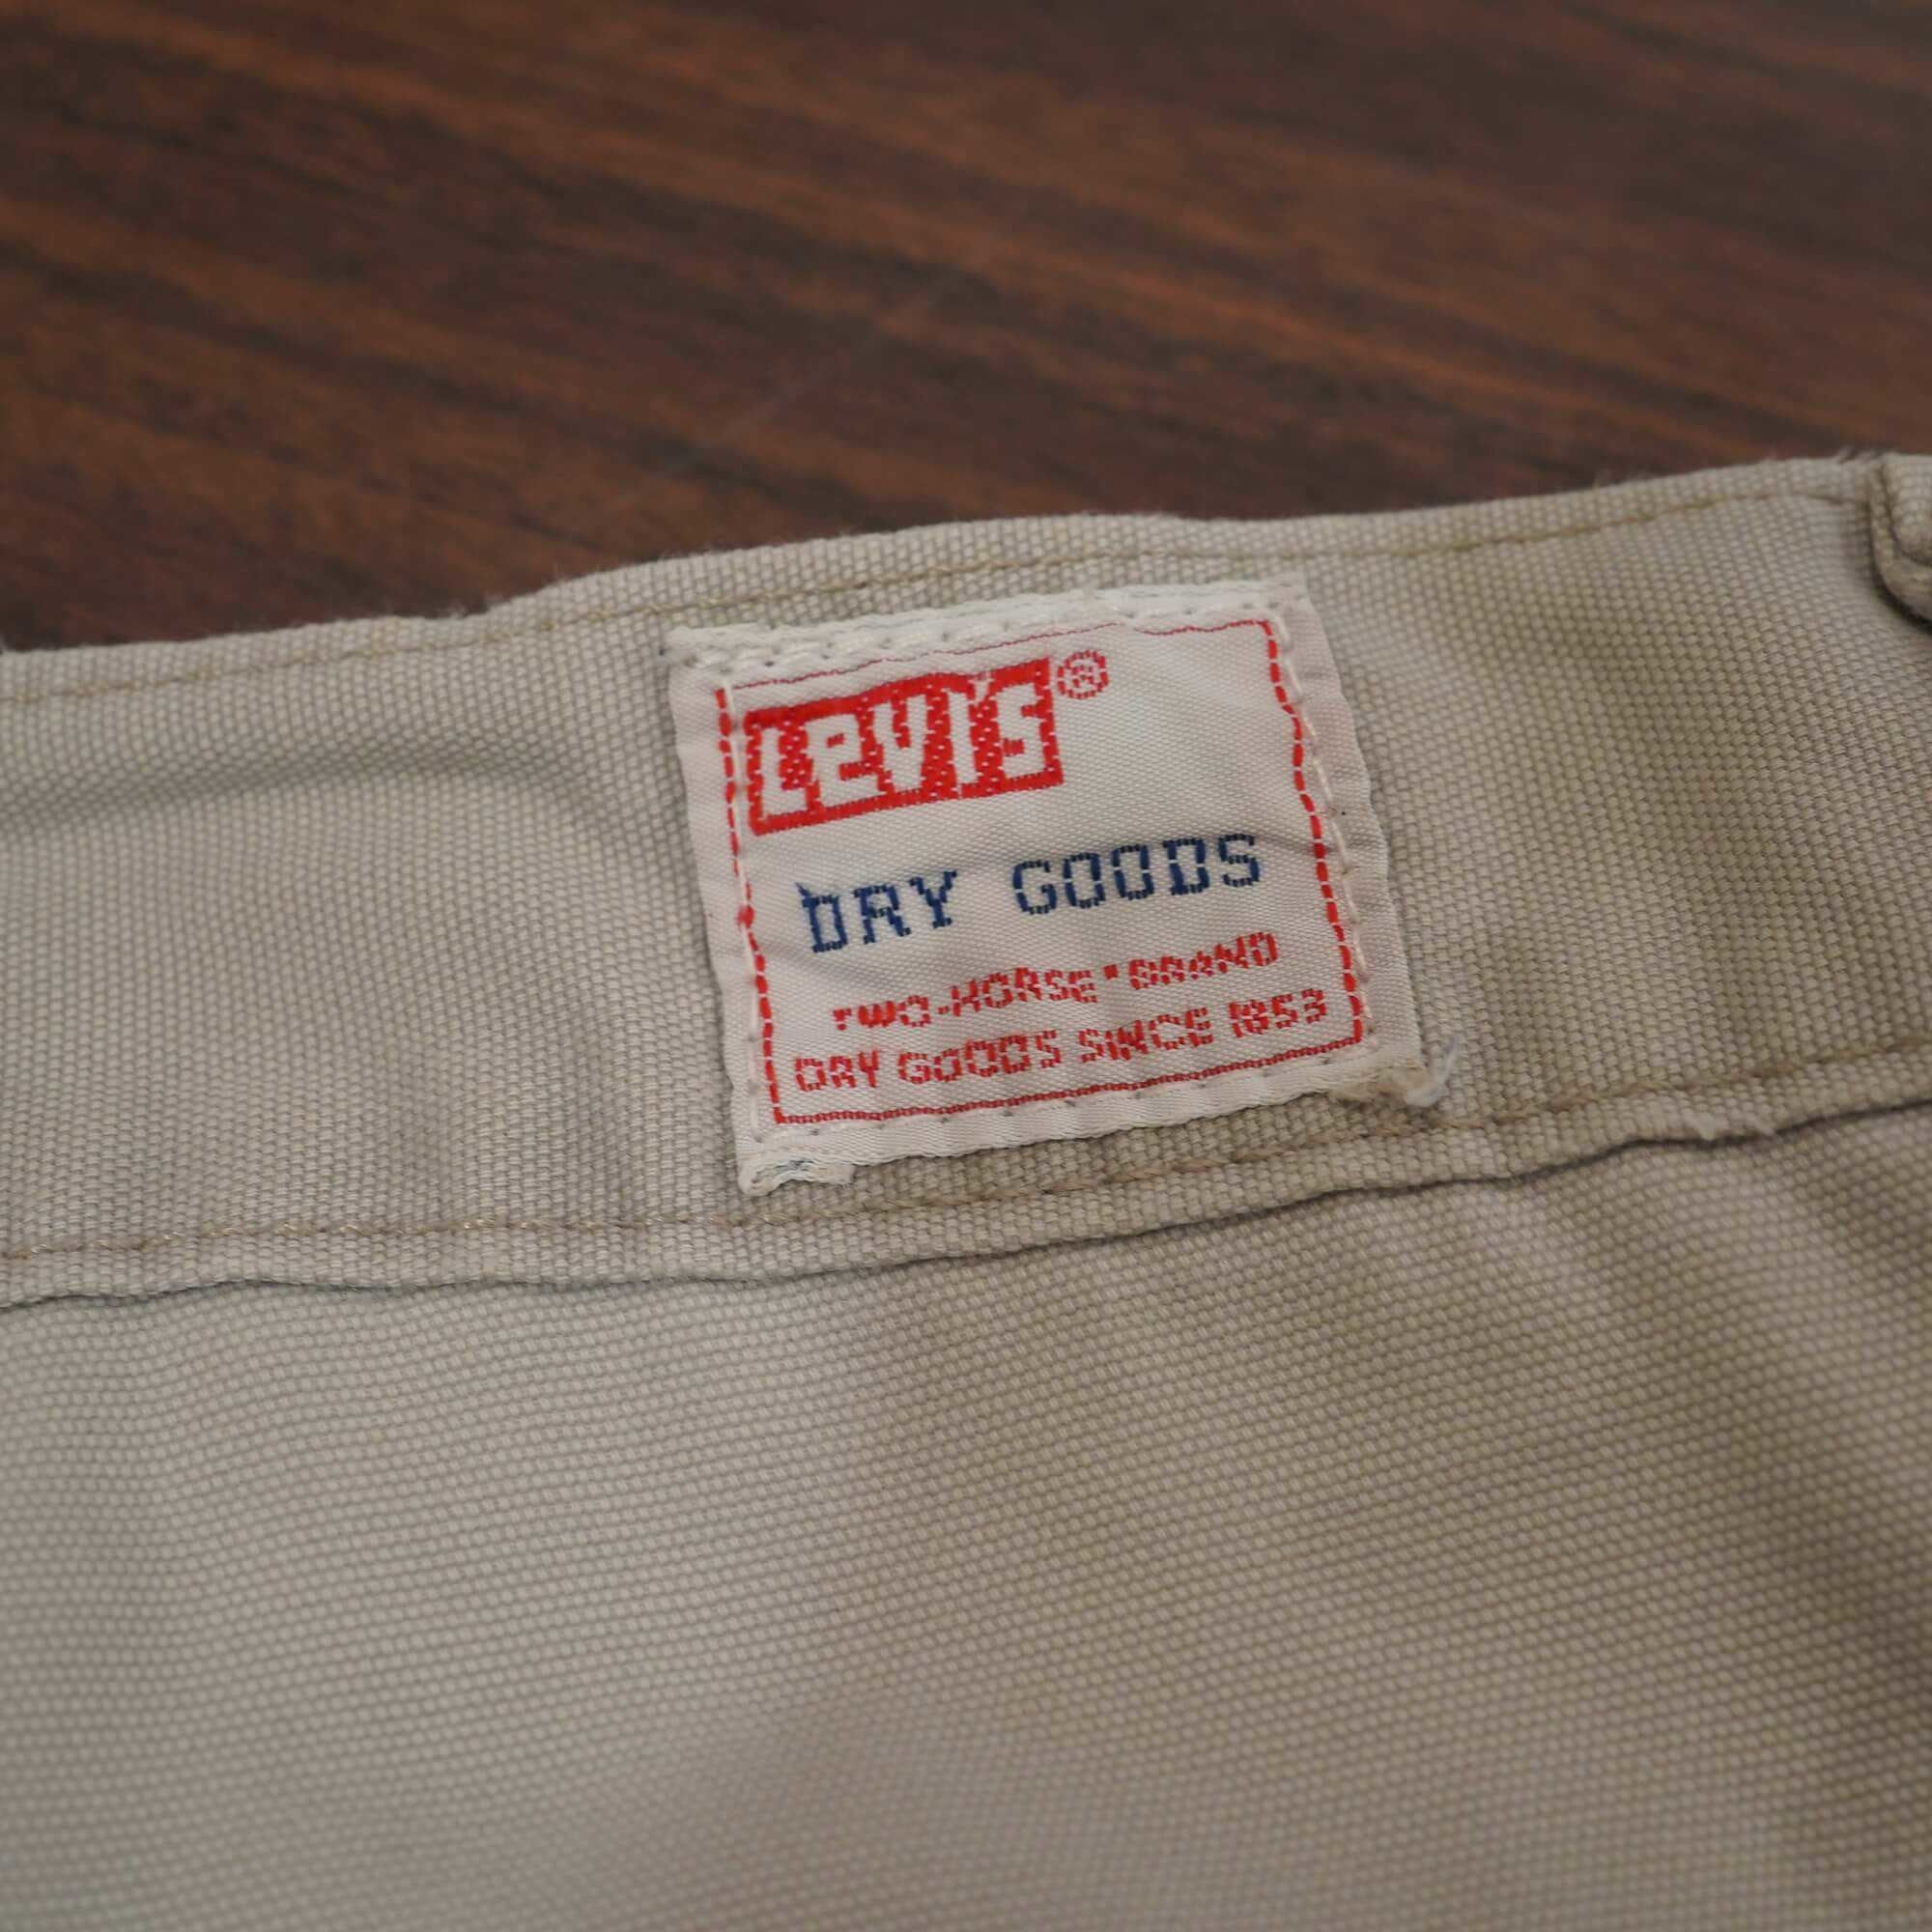 LEVI'S®
DRY GOODS
"TWO-HORSE" BRAND
DRY GOODS SINCE 1853